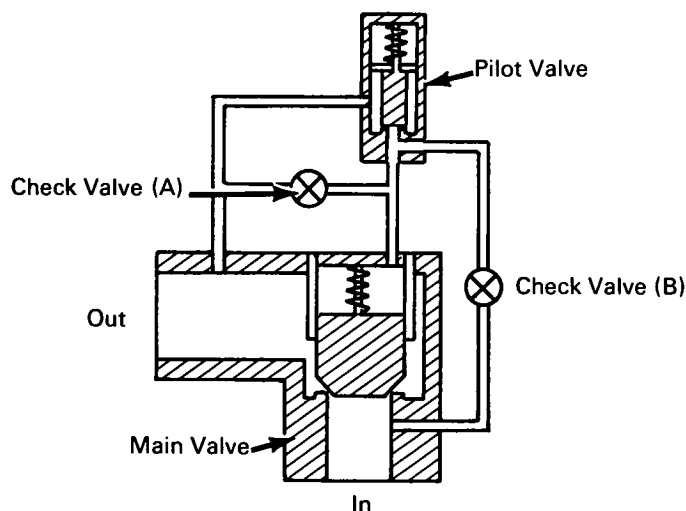 Pilot Valve
Check Valve (A)
Check Valve (B)
Out
Main Valve
In